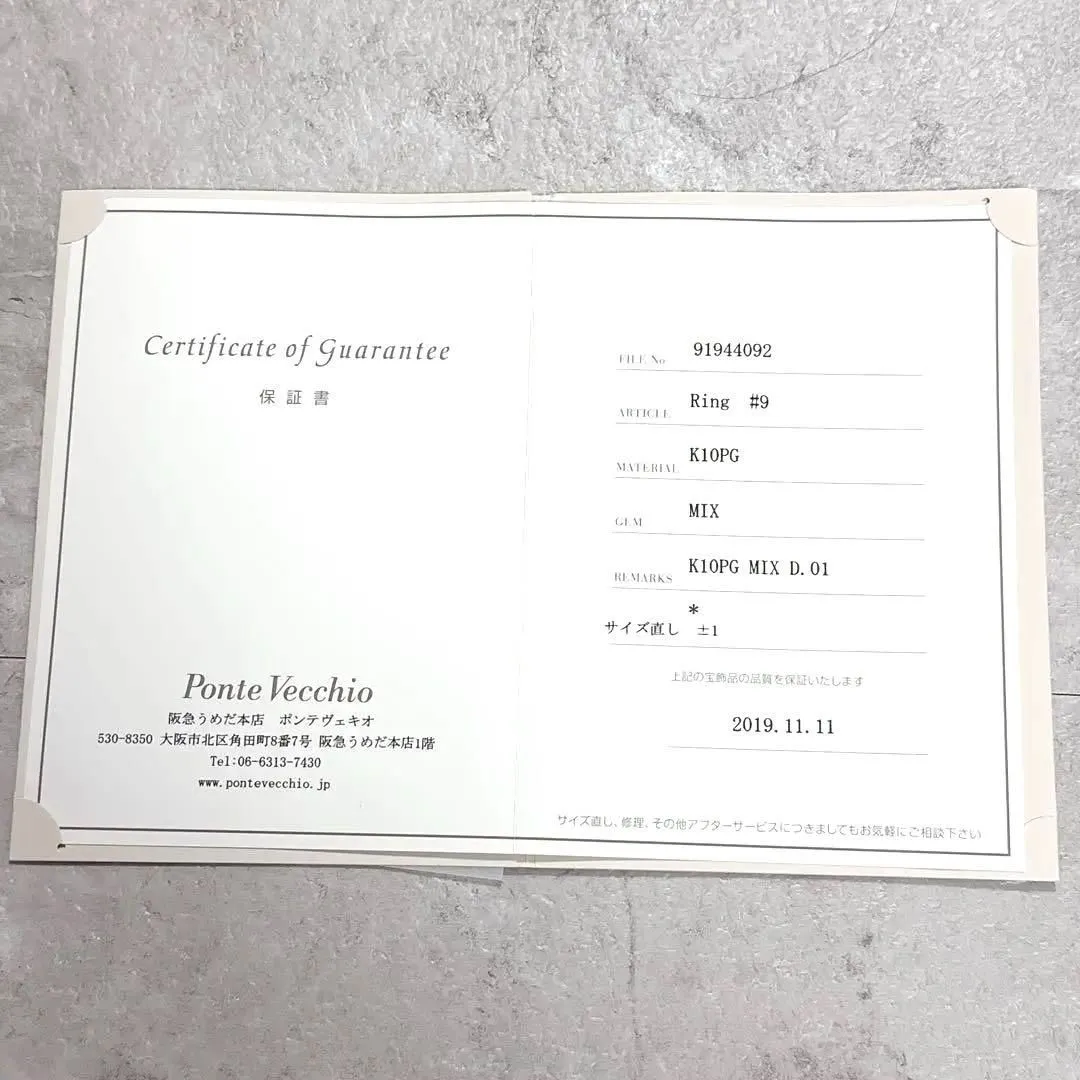 Certificate of Guarantee
保証書
Ponte Vecchio
阪急うめだ本店 ポンテヴェキオ
530-8350 大阪市北区角田町8番7号 阪急うめだ本店1階
Tel:06-6313-7430
www.pontevecchio.jp
FILE No 91944092
ARTICLE Ring #9
MATERIAL K10PG
GEM MIX
REMARKS K10PG MIX D.01
*
サイズ直し ±1
上記の宝飾品の品質を保証いたします
2019.11.11
サイズ直し、修理、その他アフターサービスにつきましてもお気軽にご相談下さい